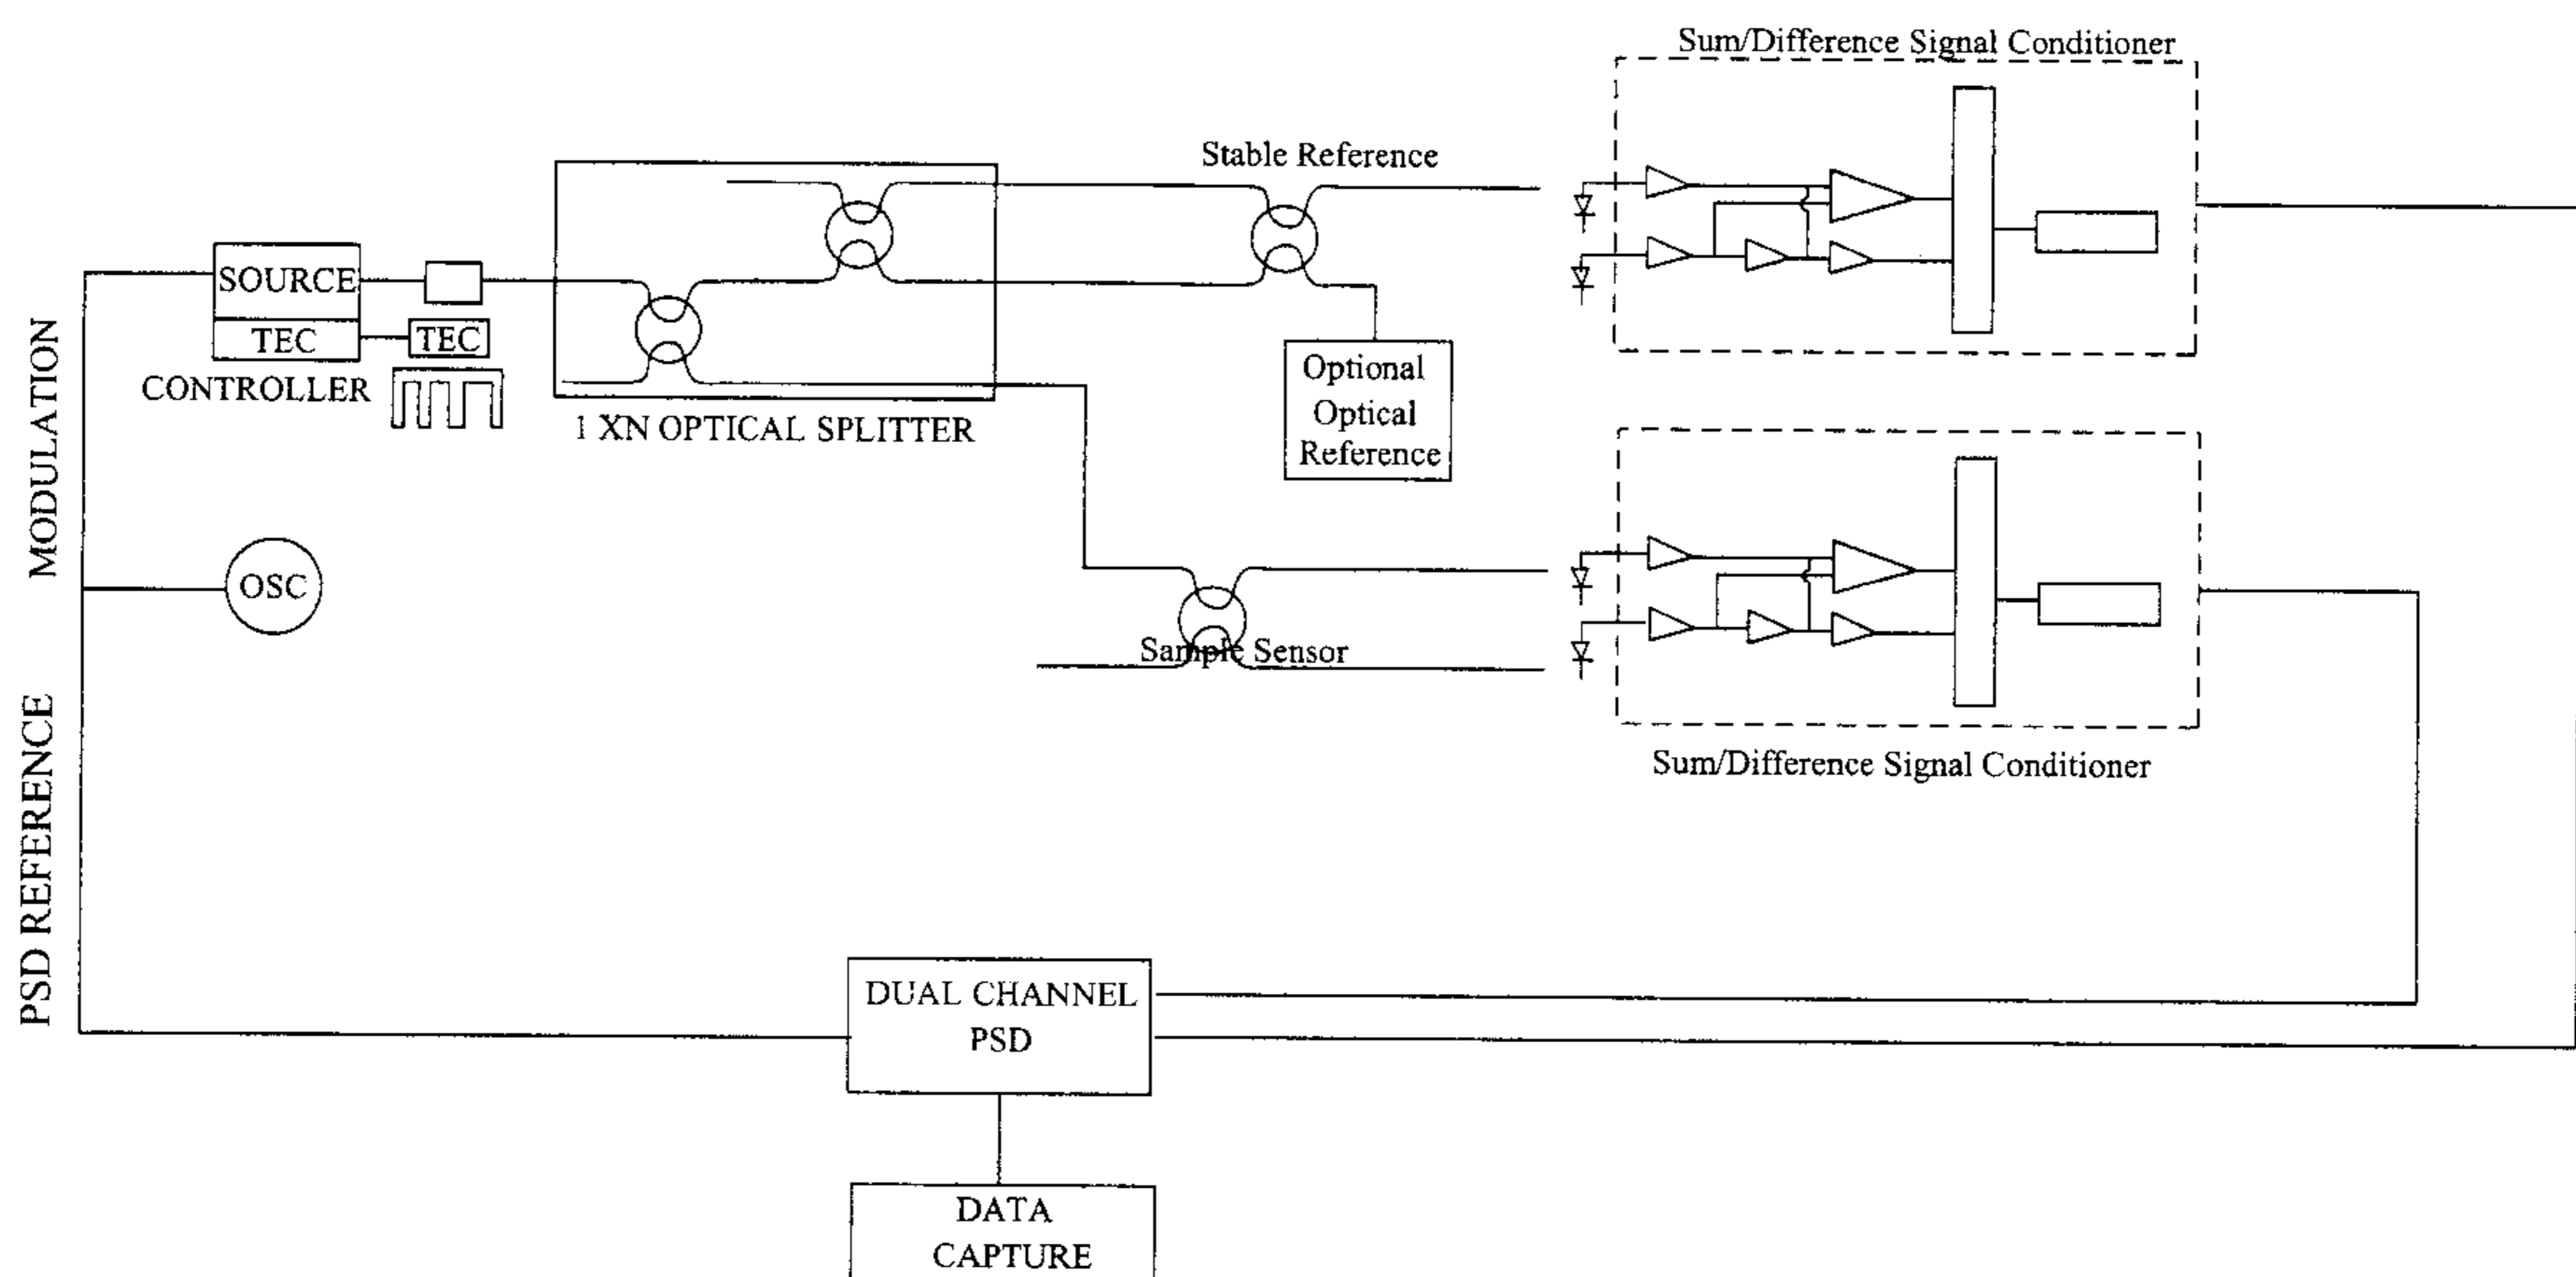 Sum/Difference Signal Conditioner
Stable Reference
SOURCE
TEC
TEC
CONTROLLER
1 XN OPTICAL SPLITTER
Optional
Optical
Reference
MODULATION
OSC
Sample Sensor
PSD REFERENCE
Sum/Difference Signal Conditioner
DUAL CHANNEL
PSD
DATA
CAPTURE